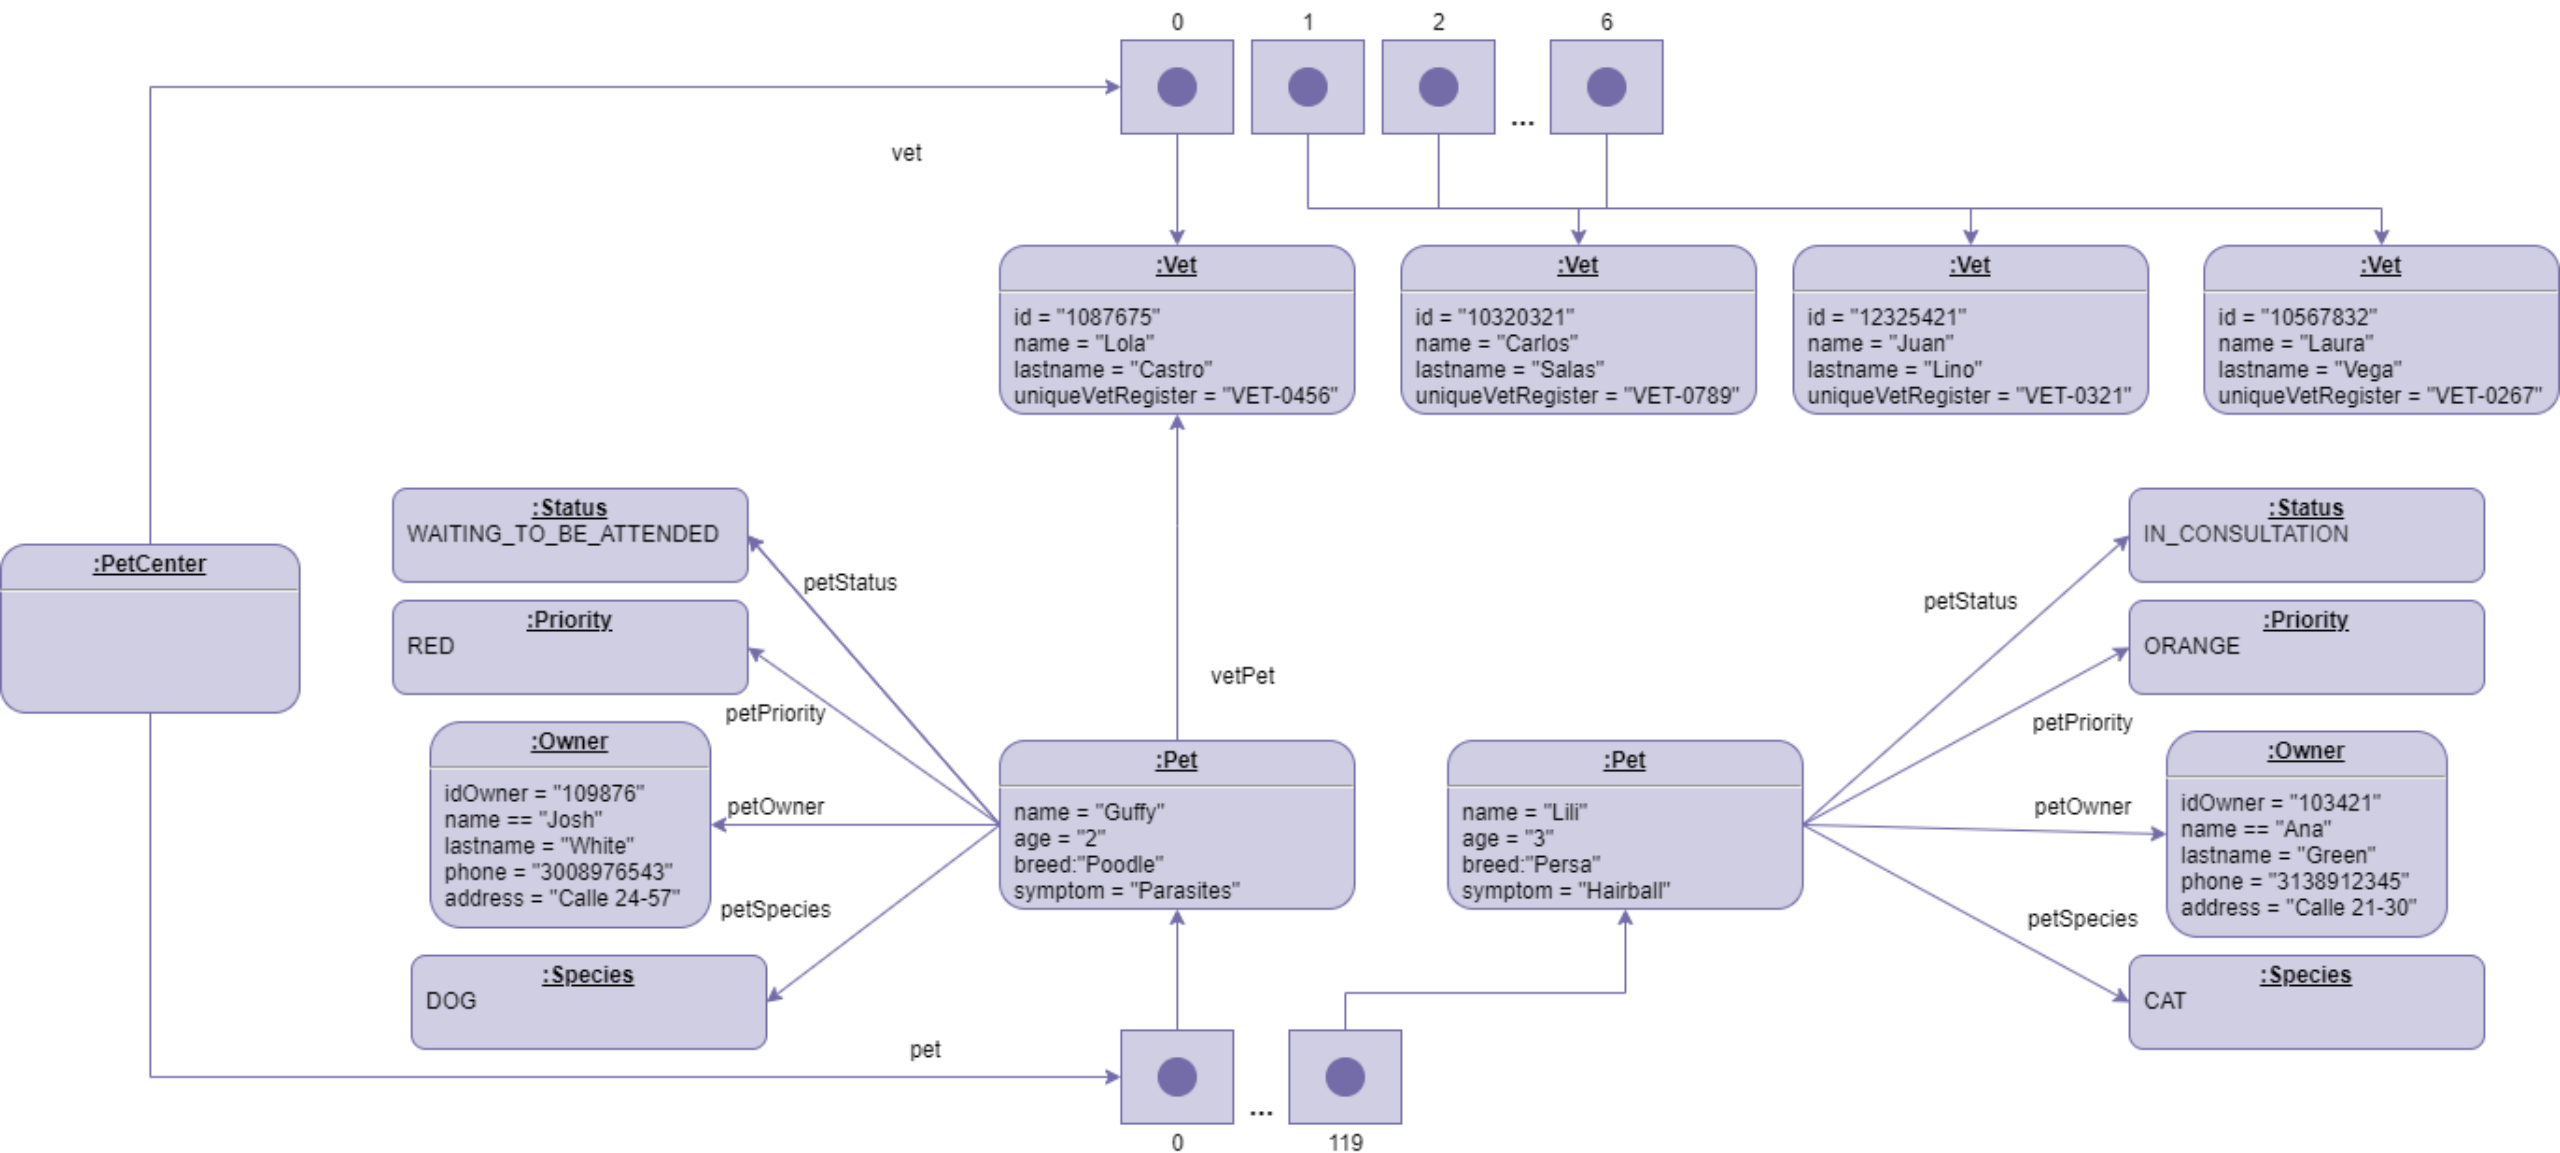 0
1
2
6
...
vet
:Vet
id = "1087675"
name = "Lola"
lastname = "Castro"
uniqueVetRegister = "VET-0456"
:Vet
id = "10320321"
name = "Carlos"
lastname = "Salas"
uniqueVetRegister = "VET-0789"
:Vet
id = "12325421"
name = "Juan"
lastname = "Lino"
uniqueVetRegister = "VET-0321"
:Vet
id = "10567832"
name = "Laura"
lastname = "Vega"
uniqueVetRegister = "VET-0267"
:PetCenter
:Status
WAITING_TO_BE_ATTENDED
petStatus
:Priority
RED
petPriority
:Owner
idOwner = "109876"
name == "Josh"
lastname = "White"
phone = "3008976543"
address = "Calle 24-57"
petOwner
petSpecies
:Species
DOG
vetPet
:Pet
name = "Guffy"
age = "2"
breed:"Poodle"
symptom = "Parasites"
:Pet
name = "Lili"
age = "3"
breed:"Persa"
symptom = "Hairball"
:Status
IN_CONSULTATION
petStatus
:Priority
ORANGE
petPriority
:Owner
idOwner = "103421"
name == "Ana"
lastname = "Green"
phone = "3138912345"
address = "Calle 21-30"
petOwner
petSpecies
:Species
CAT
pet
...
0
119